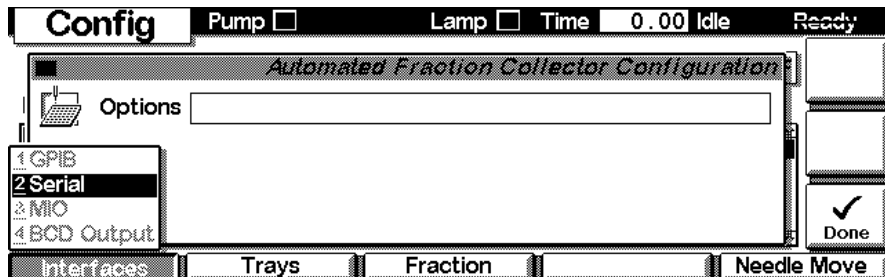 Config Pump Lamp Time 0.00 Idle Ready
Automated Fraction Collector Configuration
Options
1 GPIB
2 Serial
3 MIO
4 BCD Output
Done
Interfaces Trays Fraction Needle Move